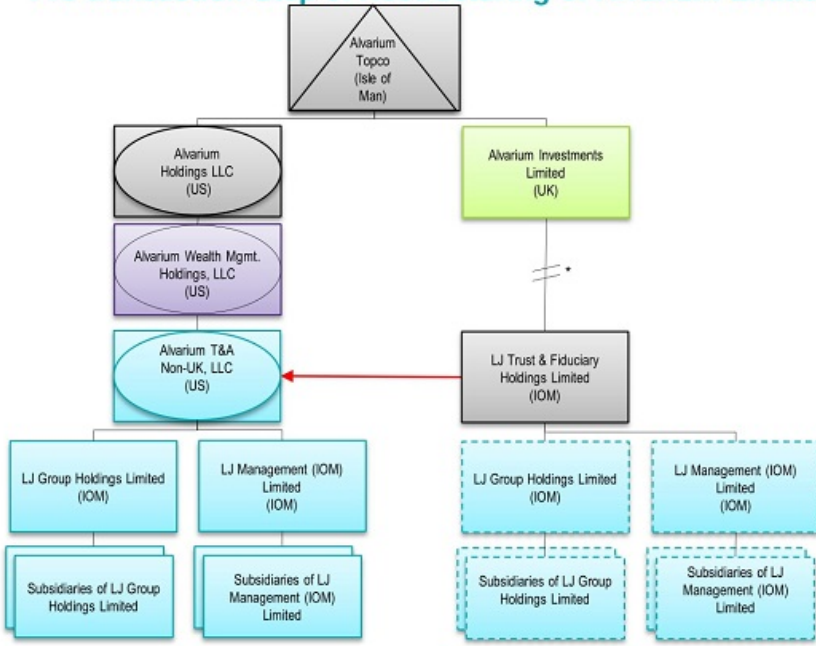 Alvarium
Topco
(Isle of
Man)
Alvarium
Holdings LLC
(US)
Alvarium Investments
Limited
(UK)
Alvarium Wealth Mgmt.
Holdings, LLC
(US)
*
Alvarium T&A
Non-UK, LLC
(US)
LJ Trust & Fiduciary
Holdings Limited
(IOM)
LJ Group Holdings Limited
(IOM)
LJ Management (IOM)
Limited
(IOM)
LJ Group Holdings Limited
(IOM)
LJ Management (IOM)
Limited
(IOM)
Subsidiaries of LJ Group
Holdings Limited
Subsidiaries of LJ
Management (IOM)
Limited
Subsidiaries of LJ Group
Holdings Limited
Subsidiaries of LJ
Management (IOM)
Limited